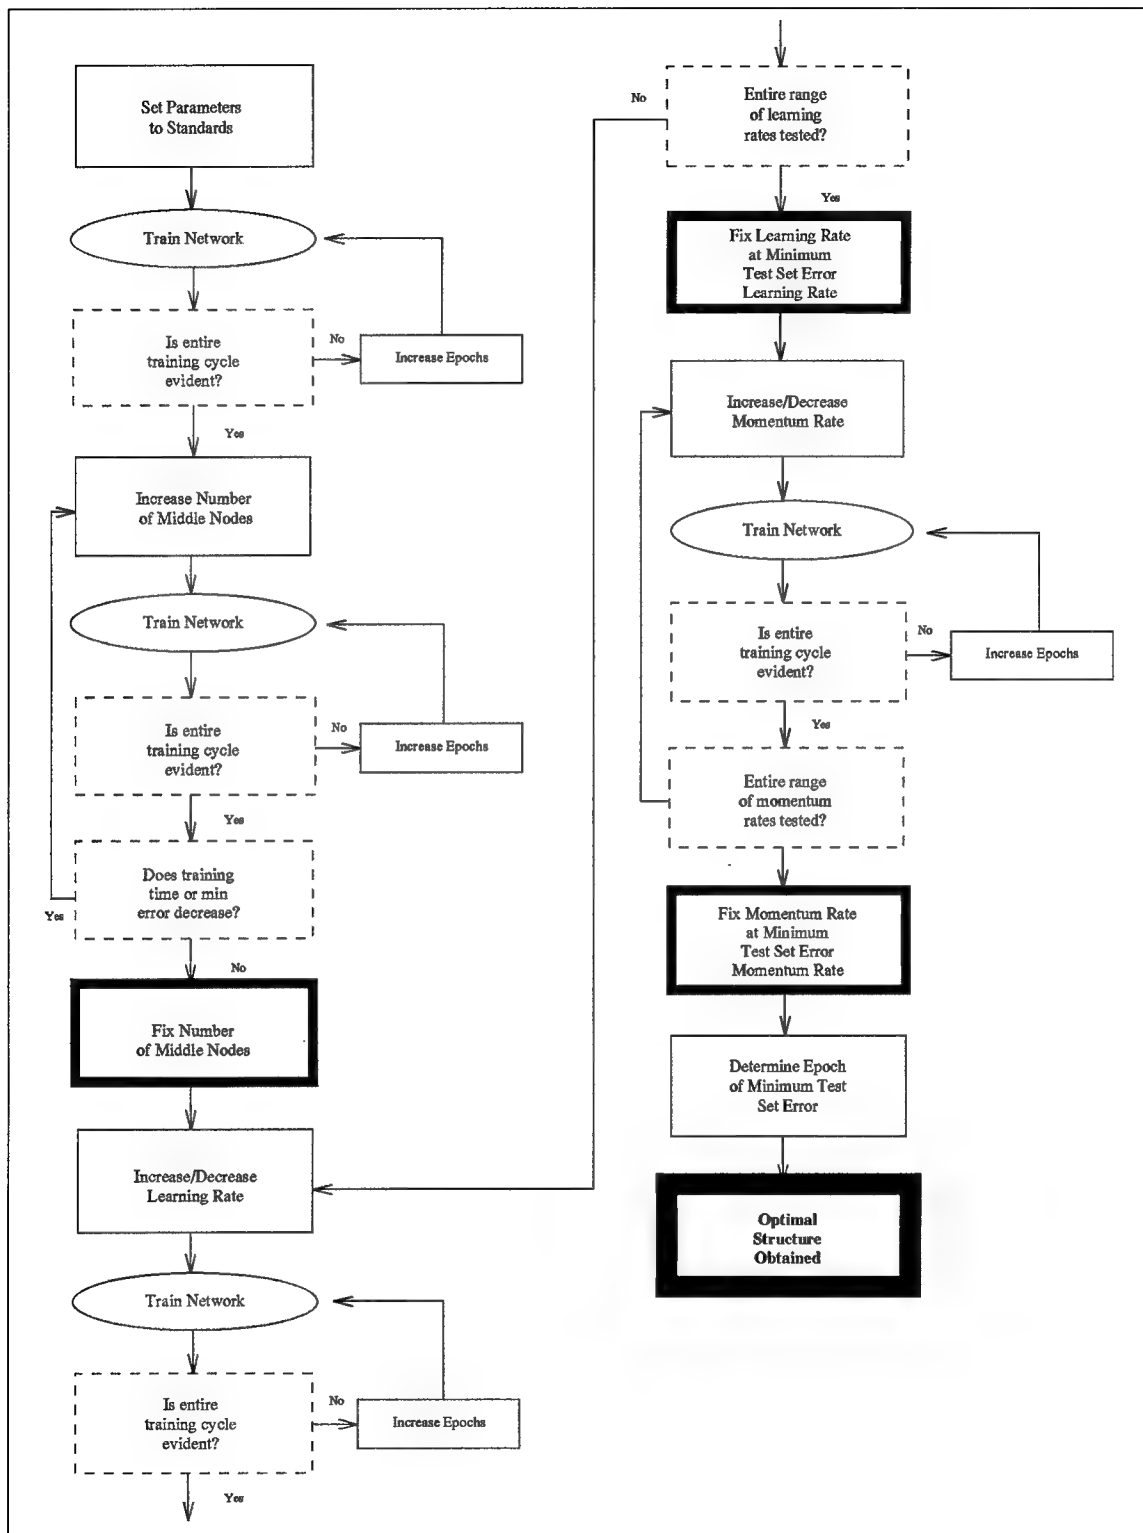 Set Parameters
to Standards
Train Network
Is entire
training cycle
evident?
No
Increase Epochs
Yes
Increase Number
of Middle Nodes
Train Network
Is entire
training cycle
evident?
No
Increase Epochs
Yes
Does training
time or min
error decrease?
Yes
No
Fix Number
of Middle Nodes
Increase/Decrease
Learning Rate
Train Network
Is entire
training cycle
evident?
No
Increase Epochs
Yes
Entire range
of learning
rates tested?
No
Yes
Fix Learning Rate
at Minimum
Test Set Error
Learning Rate
Increase/Decrease
Momentum Rate
Train Network
Is entire
training cycle
evident?
No
Increase Epochs
Yes
Entire range
of momentum
rates tested?
Fix Momentum Rate
at Minimum
Test Set Error
Momentum Rate
Determine Epoch
of Minimum Test
Set Error
Optimal
Structure
Obtained